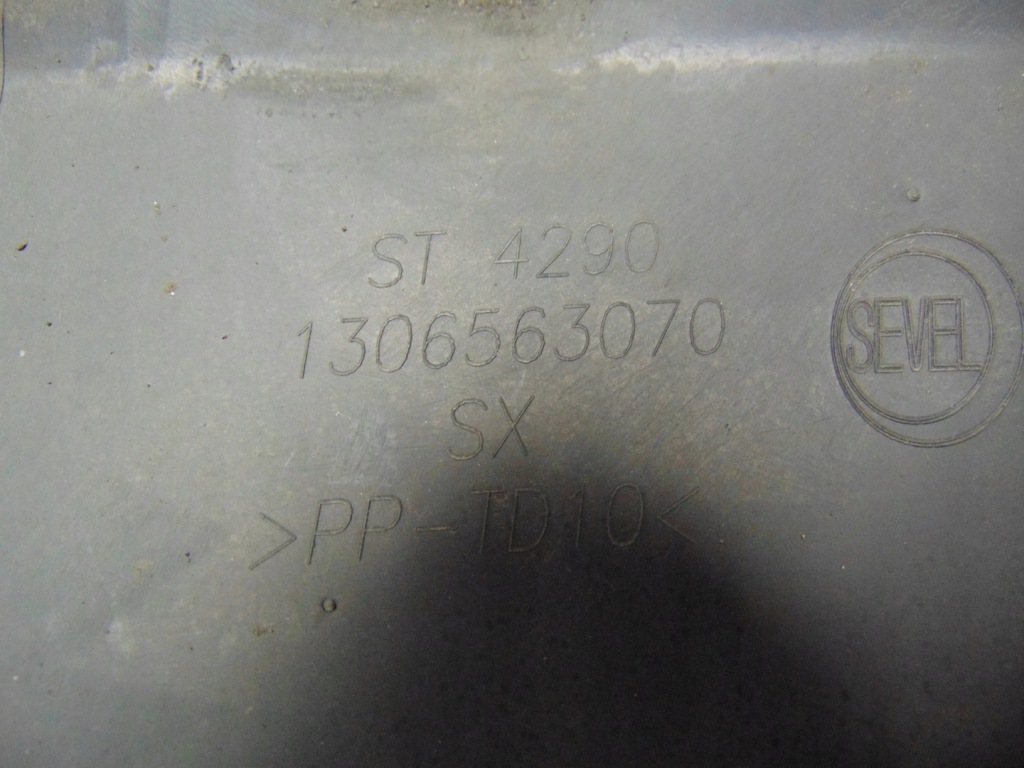 ST 4290
1306563070
SX
>PP-TD10<
SEVEL